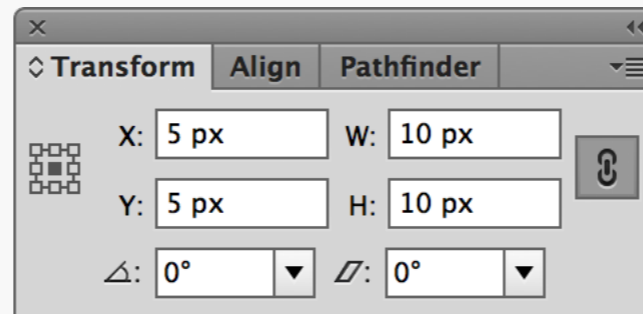 Transform Align Pathfinder
X: 5 px W: 10 px
Y: 5 px H: 10 px
: 0° : 0°